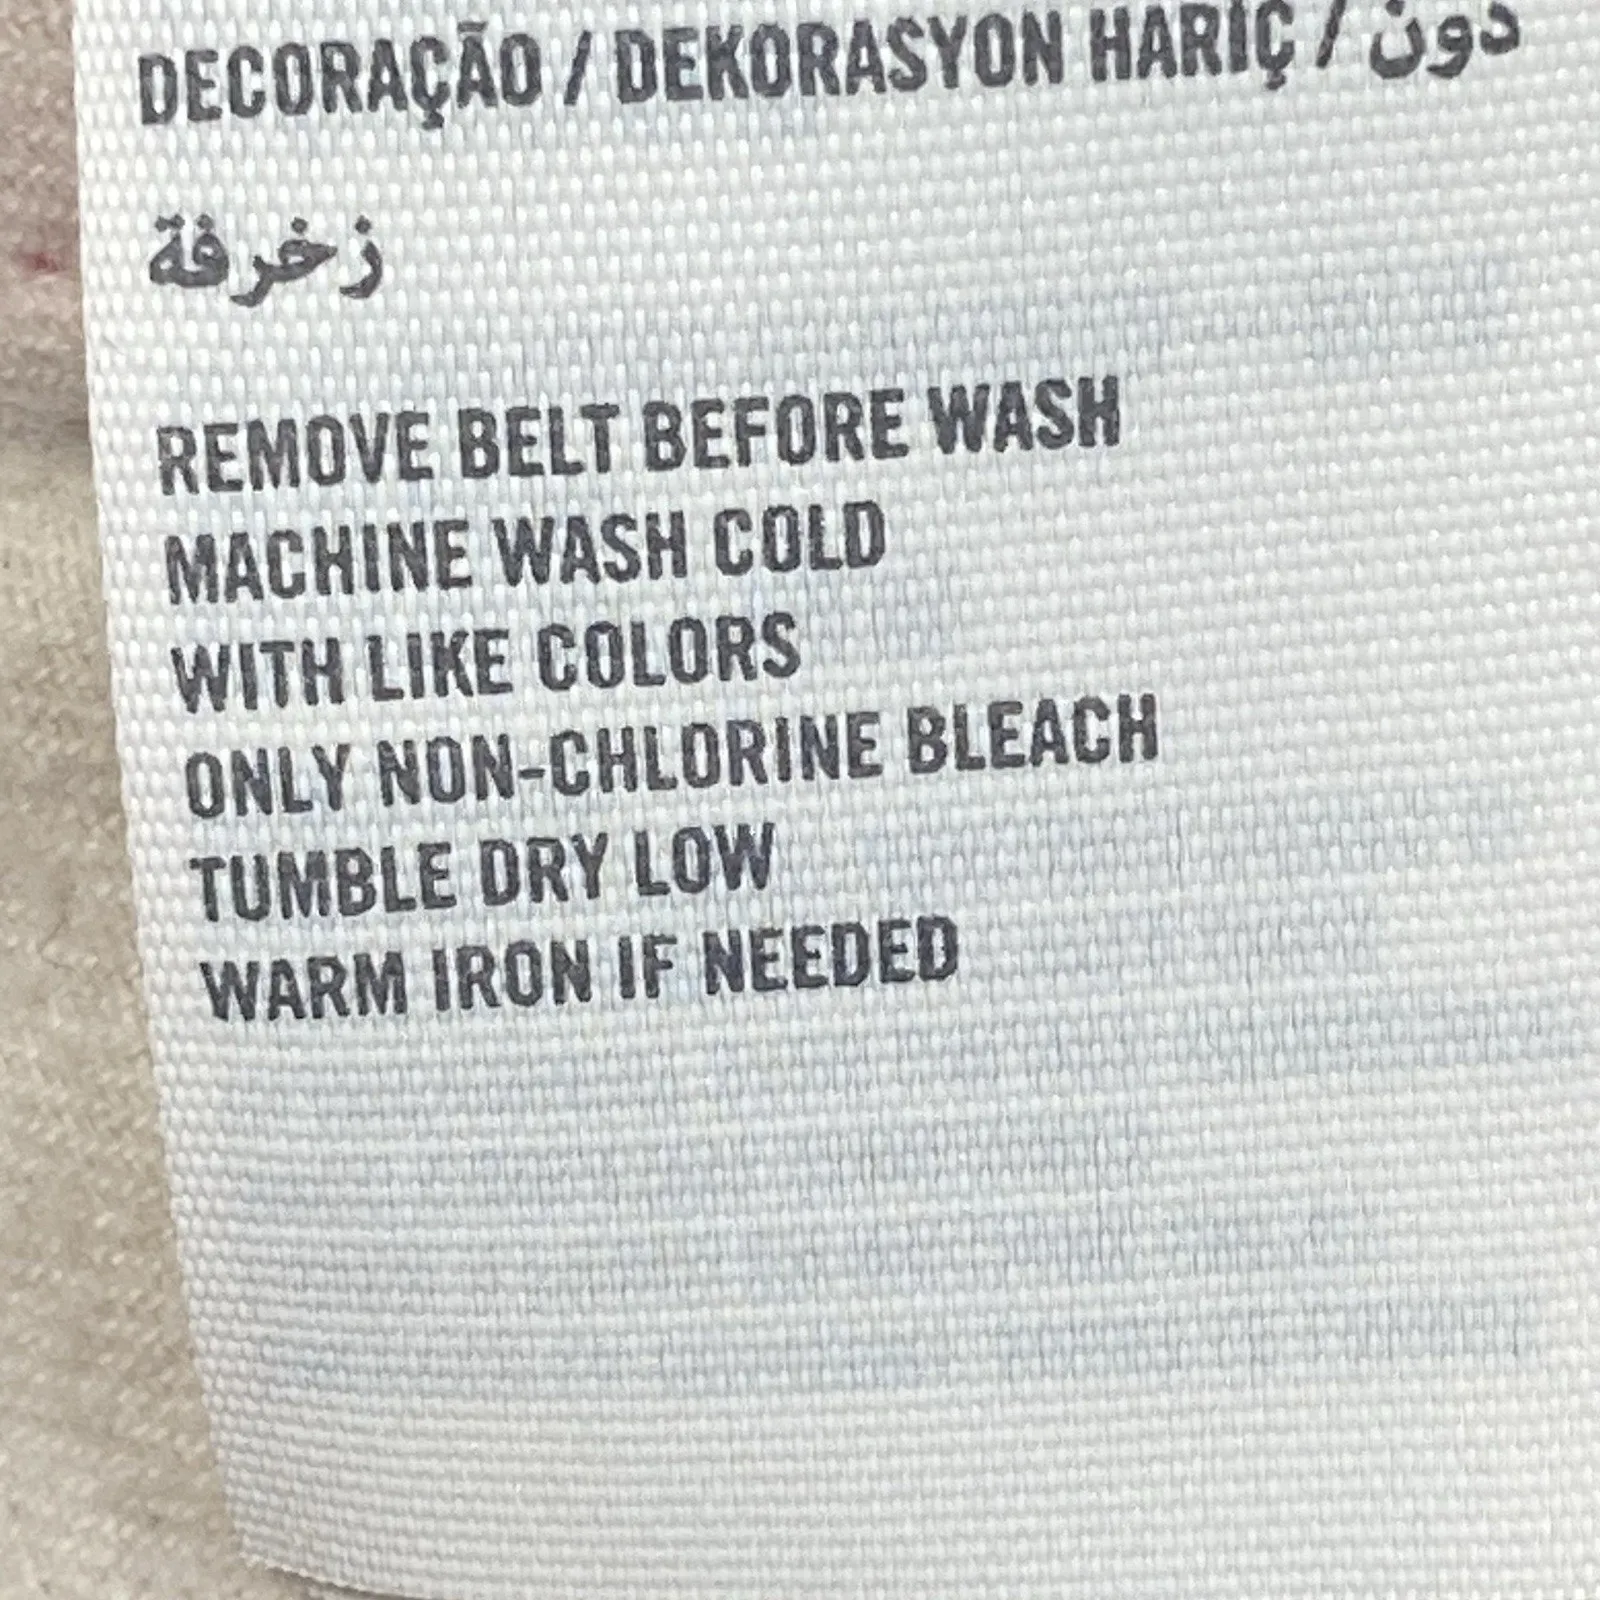 DECORAÇÃO / DEKORASYON HARIÇ / دون
زخرفة
REMOVE BELT BEFORE WASH
MACHINE WASH COLD
WITH LIKE COLORS
ONLY NON-CHLORINE BLEACH
TUMBLE DRY LOW
WARM IRON IF NEEDED